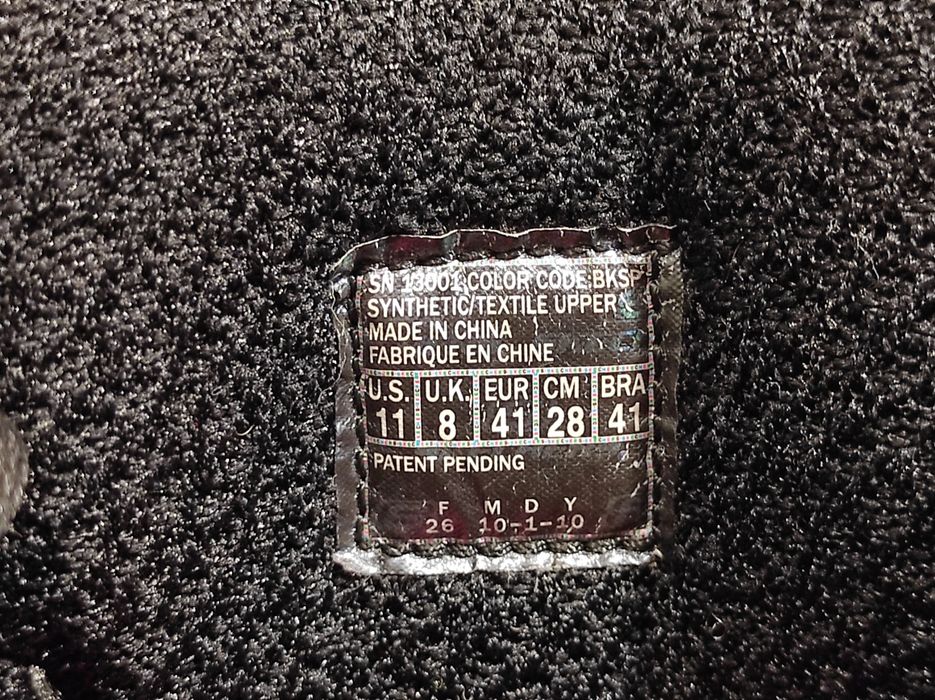 SN 13001 COLOR CODE BKSP
SYNTHETIC/TEXTILE UPPER
MADE IN CHINA
FABRIQUE EN CHINE
U.S. U.K. EUR CM BRA
11 8 41 28 41
PATENT PENDING
F M D Y
26 10-1-10